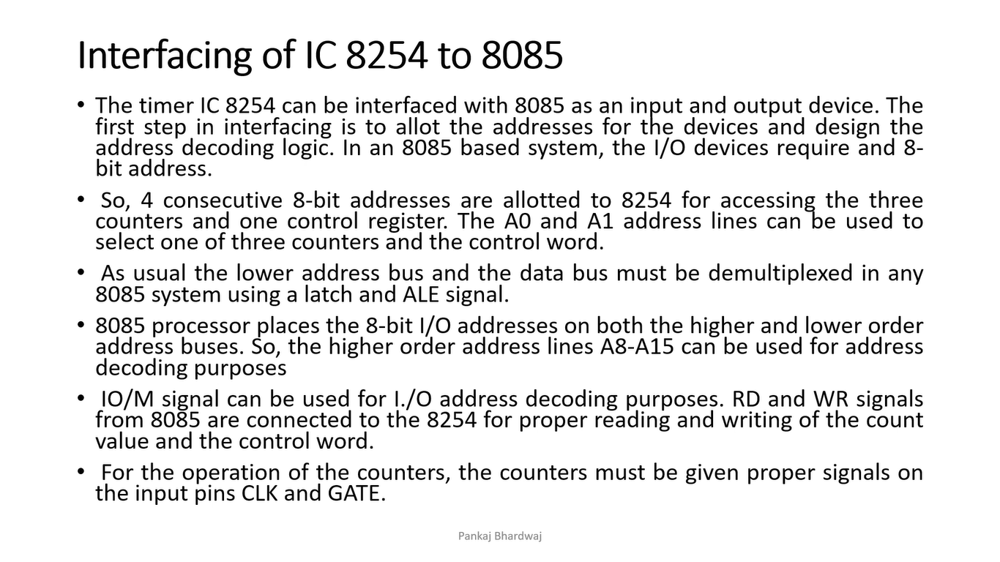 Interfacing of IC 8254 to 8085
• The timer IC 8254 can be interfaced with 8085 as an input and output device. The
first step in interfacing is to allot the addresses for the devices and design the
address decoding logic. In an 8085 based system, the I/O devices require and 8-
bit address.
• So, 4 consecutive 8-bit addresses are allotted to 8254 for accessing the three
counters and one control register. The A0 and A1 address lines can be used to
select one of three counters and the control word.
• As usual the lower address bus and the data bus must be demultiplexed in any
8085 system using a latch and ALE signal.
• 8085 processor places the 8-bit I/O addresses on both the higher and lower order
address buses. So, the higher order address lines A8-A15 can be used for address
decoding purposes
• IO/M signal can be used for I./O address decoding purposes. RD and WR signals
from 8085 are connected to the 8254 for proper reading and writing of the count
value and the control word.
• For the operation of the counters, the counters must be given proper signals on
the input pins CLK and GATE.
Pankaj Bhardwaj